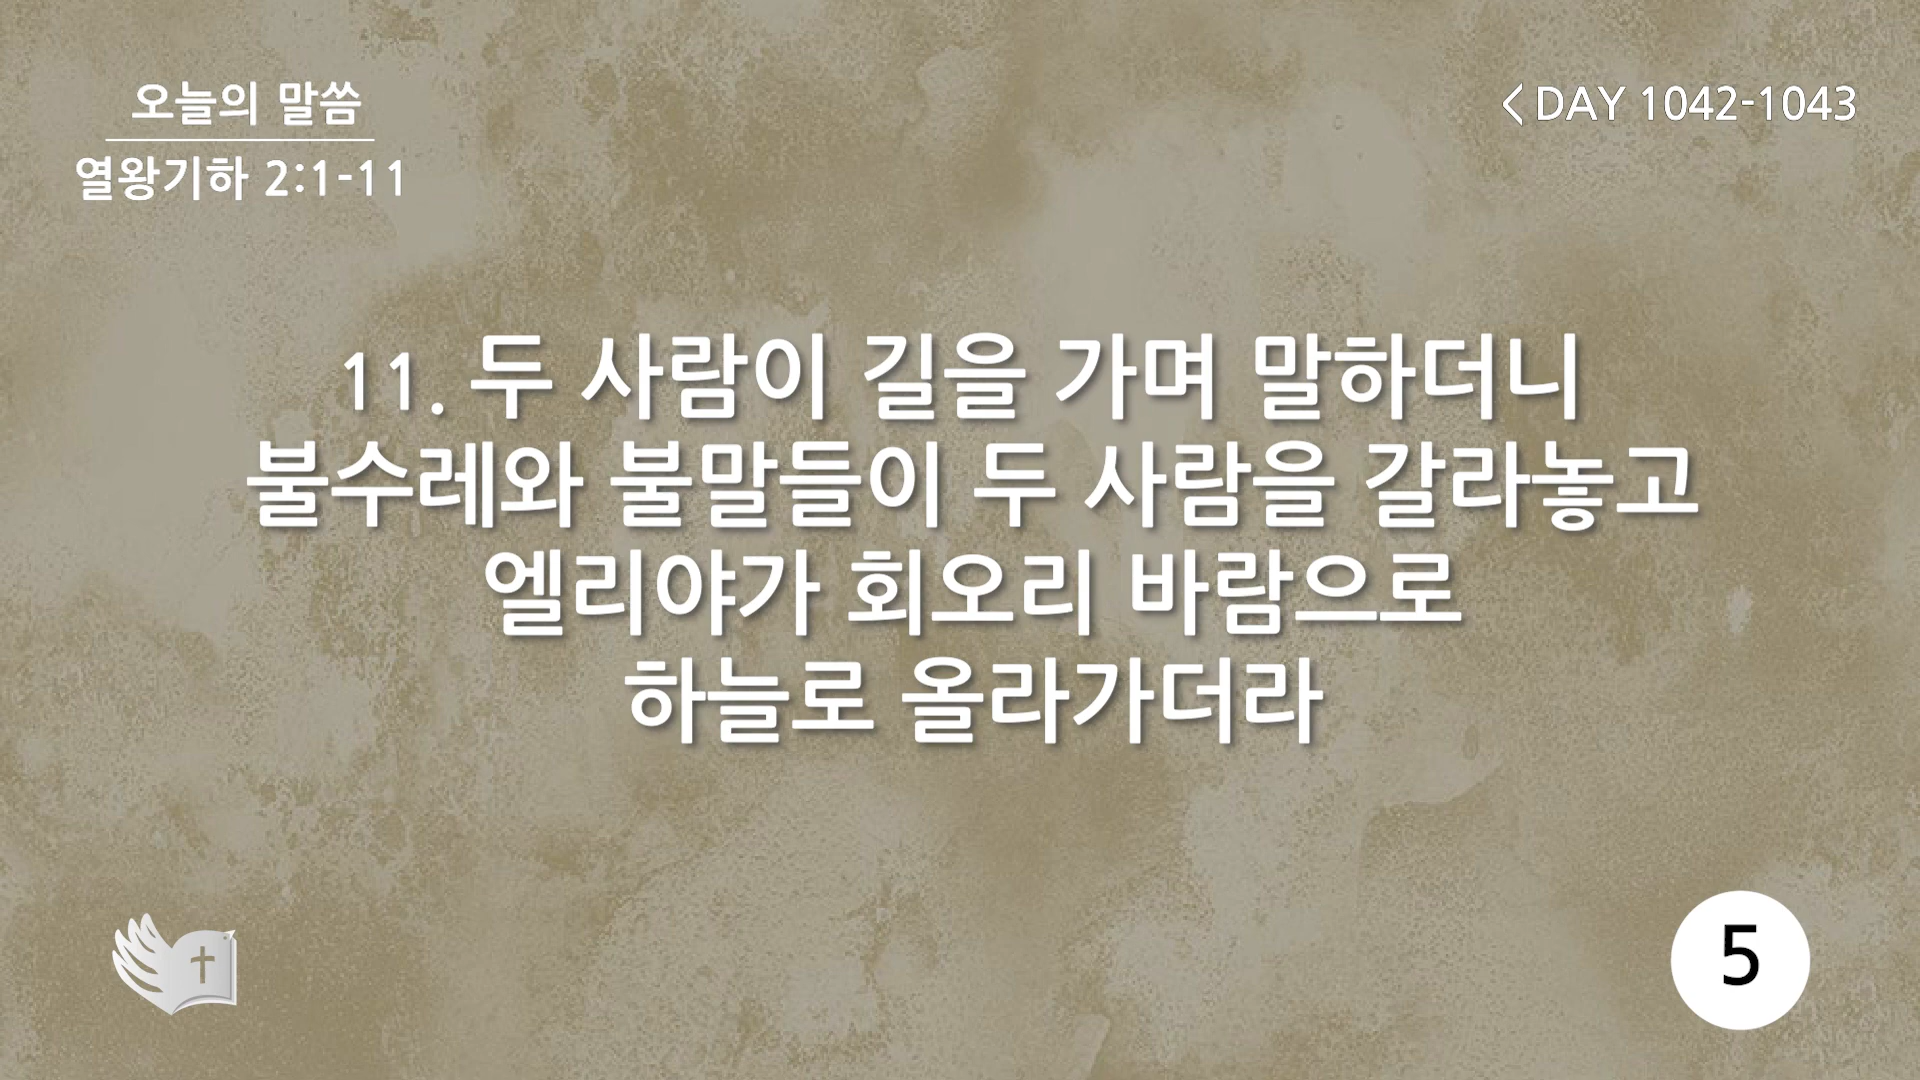 오늘의 말씀
열왕기하 2:1-11
< DAY 1042-1043
11. 두 사람이 길을 가며 말하더니
불수레와 불말들이 두 사람을 갈라놓고
엘리야가 회오리 바람으로
하늘로 올라가더라
5